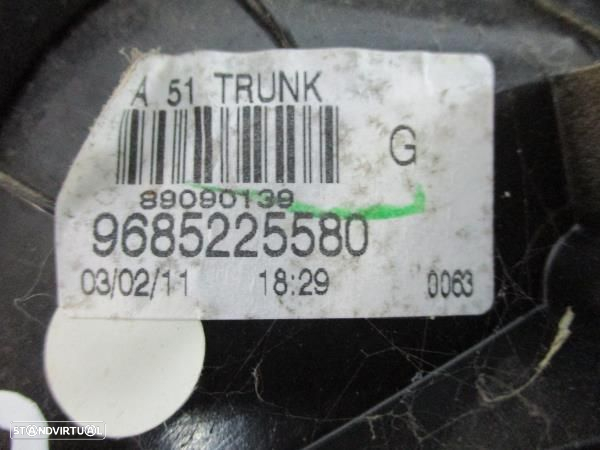 A 51 TRUNK
G
89090139
9685225580
03/02/11 18:29 0063
STANDVIRTUAL